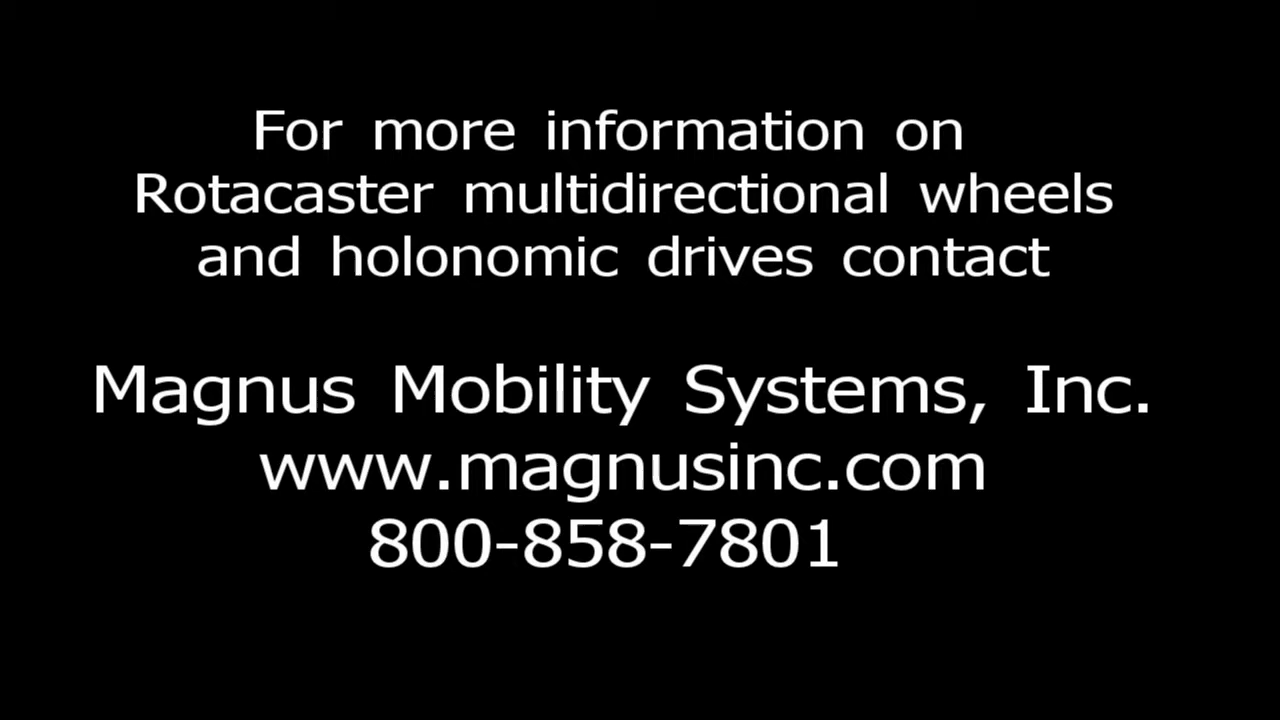 For more information on
Rotacaster multidirectional wheels
and holonomic drives contact
Magnus Mobility Systems, Inc.
www.magnusinc.com
800-858-7801